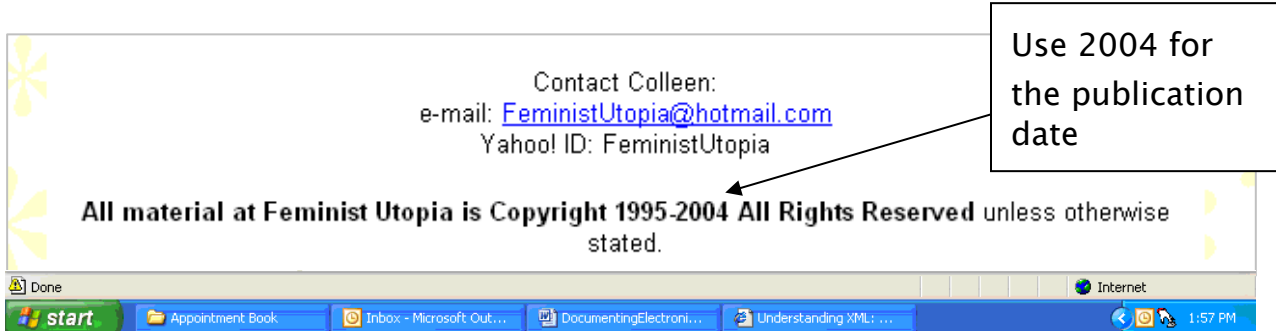 Use 2004 for
the publication
date
Contact Colleen:
e-mail: FeministUtopia@hotmail.com
Yahoo! ID: FeministUtopia
All material at Feminist Utopia is Copyright 1995-2004 All Rights Reserved unless otherwise
stated.
Done
Internet
start
Appointment Book
Inbox - Microsoft Out...
DocumentingElectroni...
Understanding XML: ...
1:57 PM